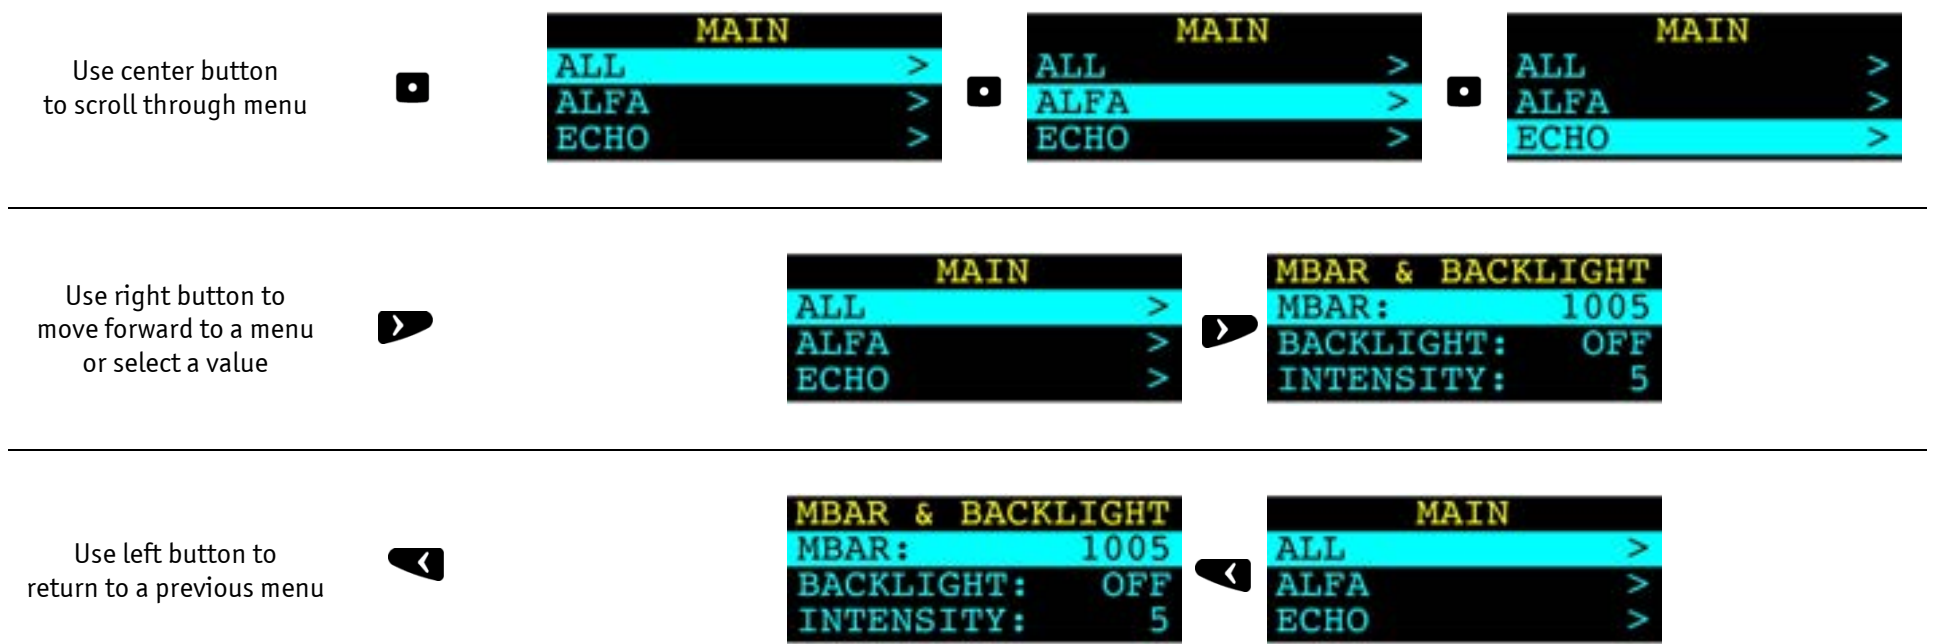 Use center button
to scroll through menu
MAIN
ALL >
ALFA >
ECHO >
MAIN
ALL >
ALFA >
ECHO >
MAIN
ALL >
ALFA >
ECHO >
Use right button to
move forward to a menu
or select a value
MAIN
ALL >
ALFA >
ECHO >
MBAR & BACKLIGHT
MBAR: 1005
BACKLIGHT: OFF
INTENSITY: 5
Use left button to
return to a previous menu
MBAR & BACKLIGHT
MBAR: 1005
BACKLIGHT: OFF
INTENSITY: 5
MAIN
ALL >
ALFA >
ECHO >